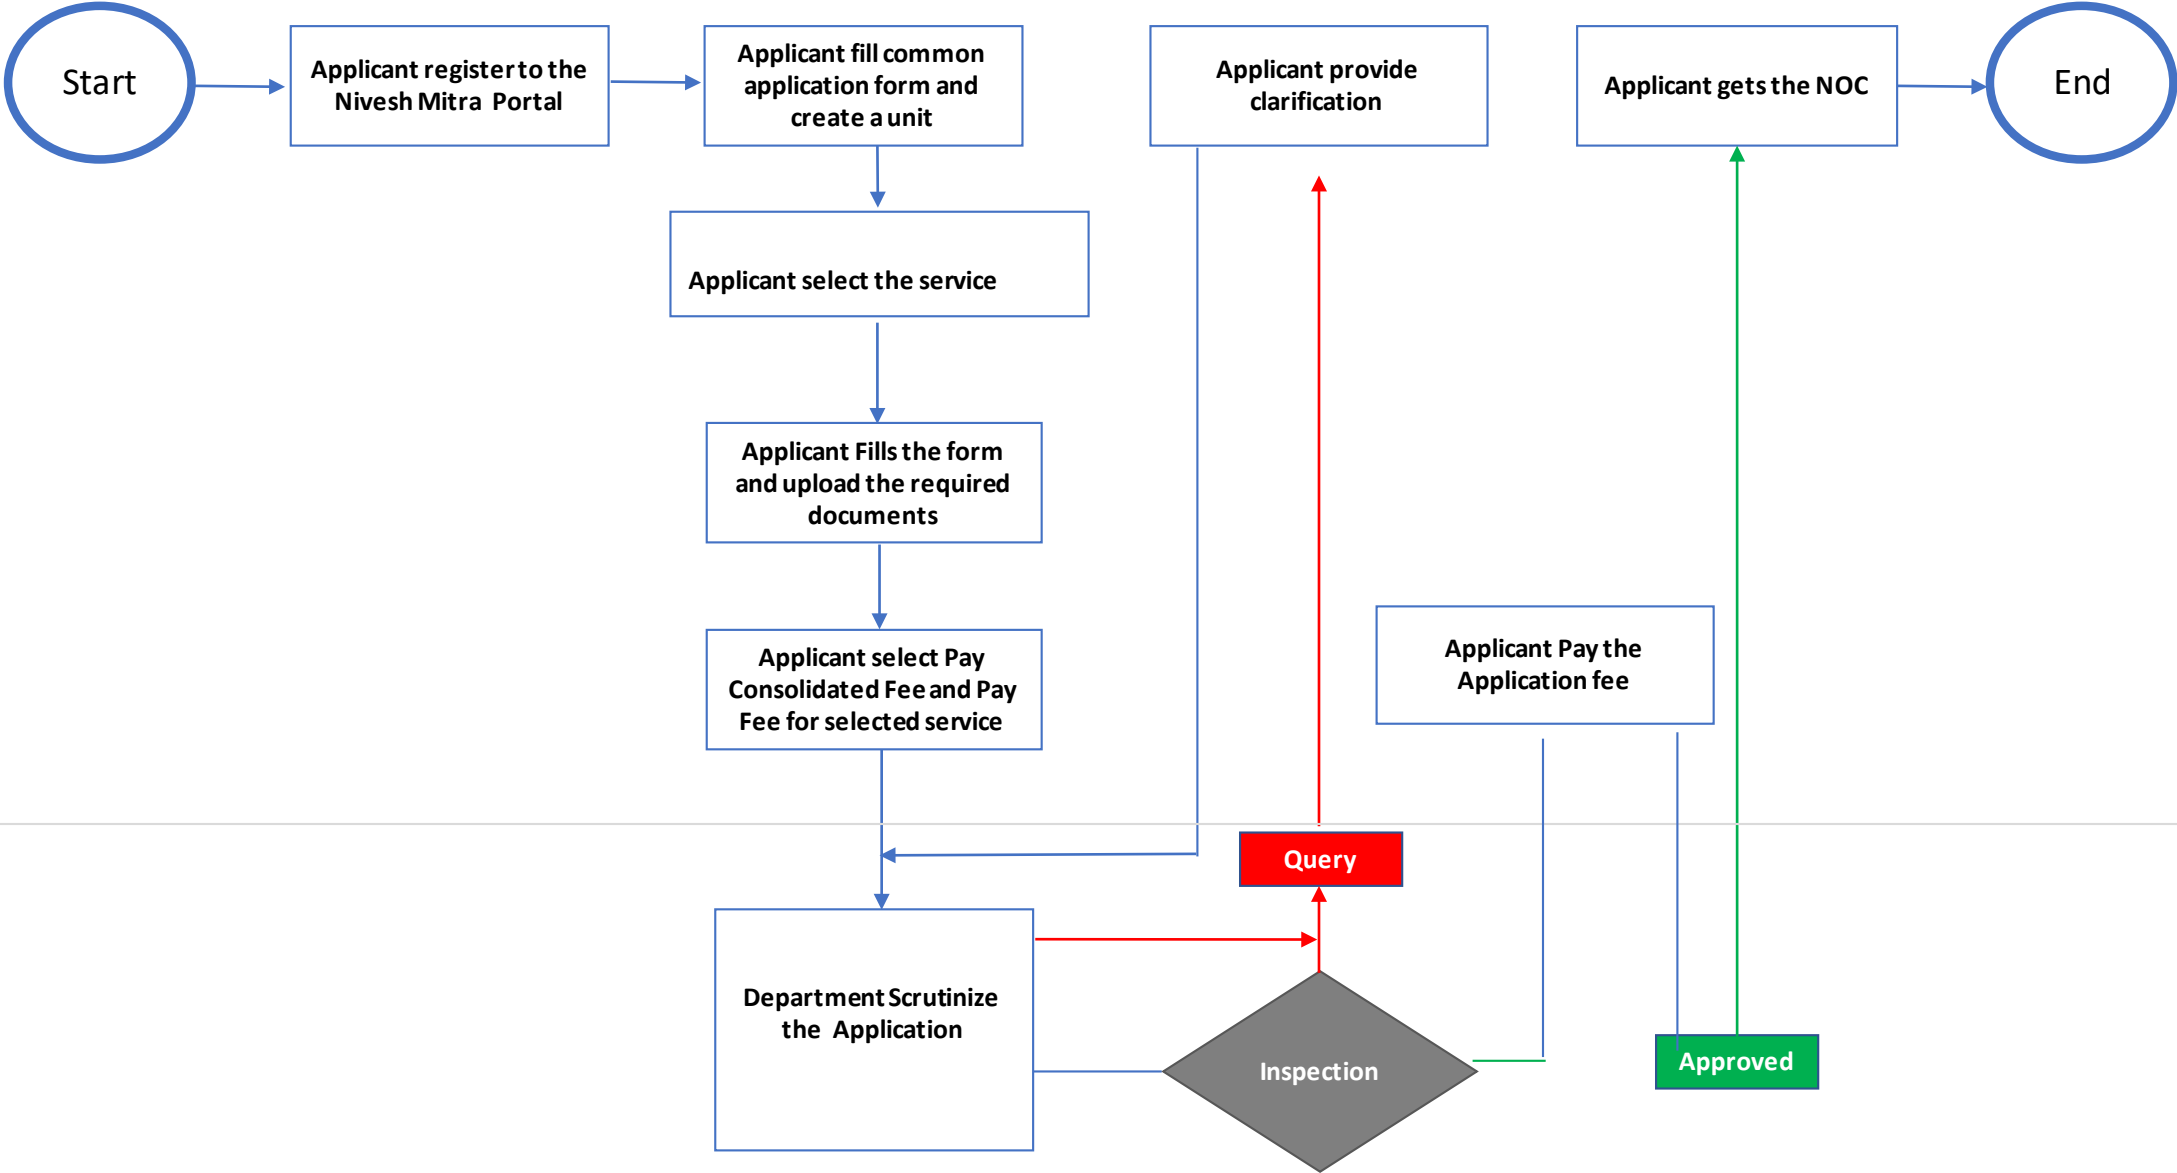 Start
Applicant register to the
Nivesh Mitra Portal
Applicant fill common
application form and
create a unit
Applicant provide
clarification
Applicant gets the NOC
End
Applicant select the service
Applicant Fills the form
and upload the required
documents
Applicant select Pay
Consolidated Fee and Pay
Fee for selected service
Applicant Pay the
Application fee
Query
Department Scrutinize
the Application
Inspection
Approved